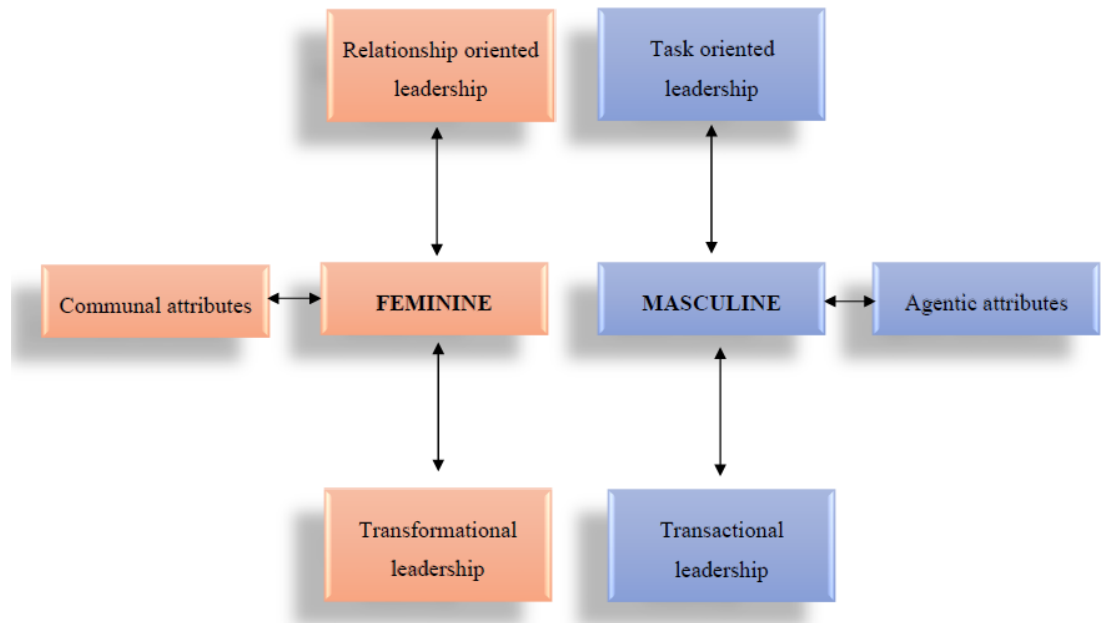 Relationship oriented
leadership
Task oriented
leadership
Communal attributes
FEMININE
MASCULINE
Agentic attributes
Transformational
leadership
Transactional
leadership